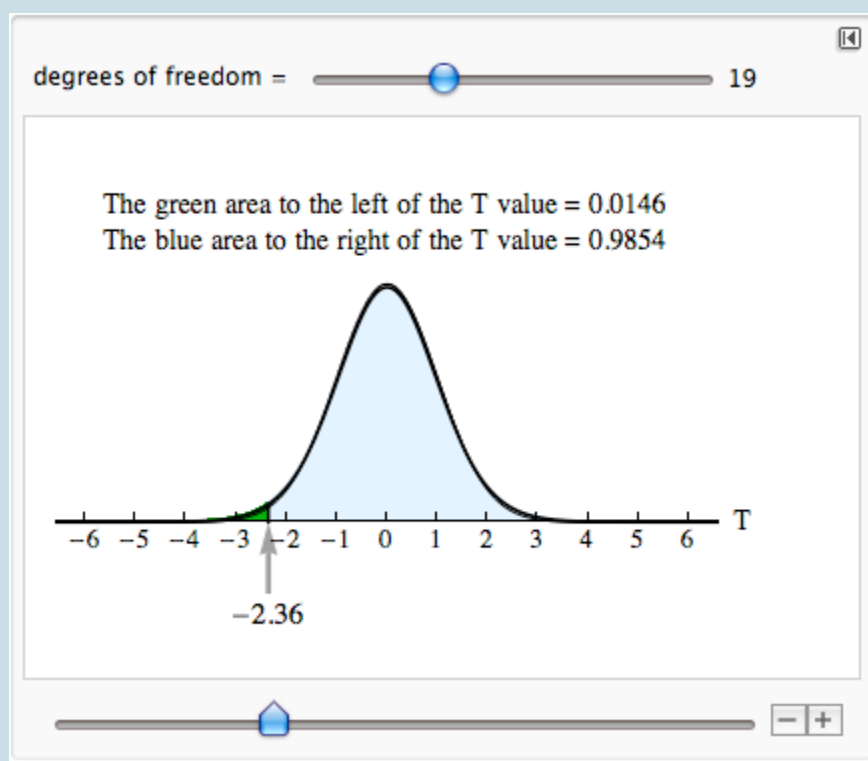 degrees of freedom = 19
The green area to the left of the T value = 0.0146
The blue area to the right of the T value = 0.9854
−6 −5 −4 −3 −2 −1 0 1 2 3 4 5 6 T
−2.36